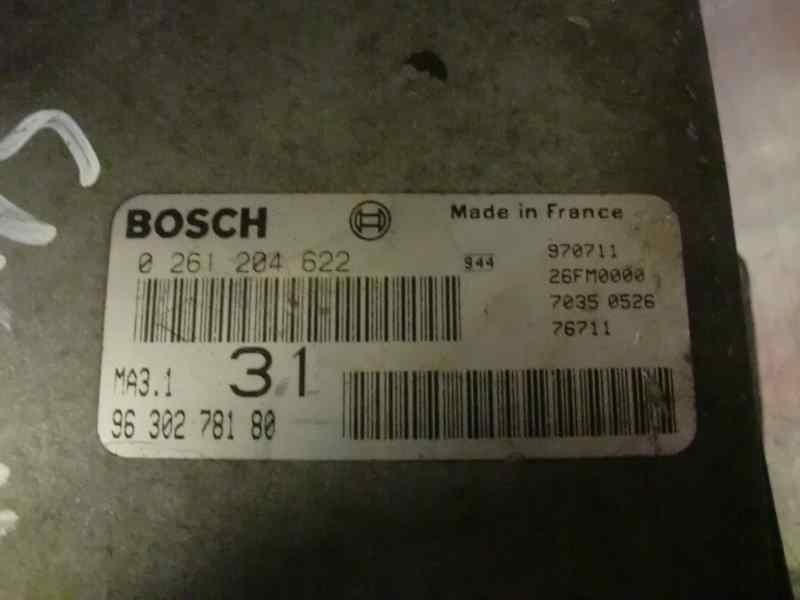 BOSCH Made in France
0 261 204 622 944 970711
26FM0000
7035 0526
76711
MA3.1 31
96 302 781 80